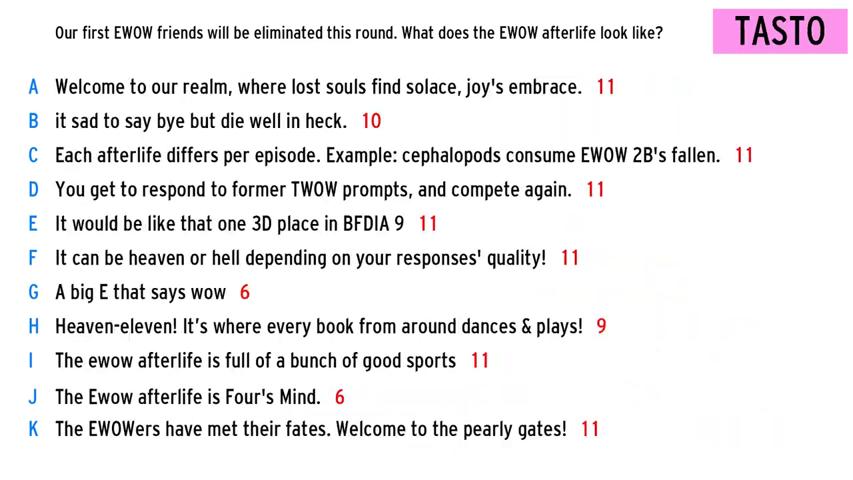 Our first EWOW friends will be eliminated this round. What does the EWOW afterlife look like? TASTO
A Welcome to our realm, where lost souls find solace, joy's embrace. 11
B it sad to say bye but die well in heck. 10
C Each afterlife differs per episode. Example: cephalopods consume EWOW 2B's fallen. 11
D You get to respond to former TWOW prompts, and compete again. 11
E It would be like that one 3D place in BFDIA 9 11
F It can be heaven or hell depending on your responses' quality! 11
G A big E that says wow 6
H Heaven-eleven! It’s where every book from around dances & plays! 9
I The ewow afterlife is full of a bunch of good sports 11
J The Ewow afterlife is Four's Mind. 6
K The EWOWers have met their fates. Welcome to the pearly gates! 11